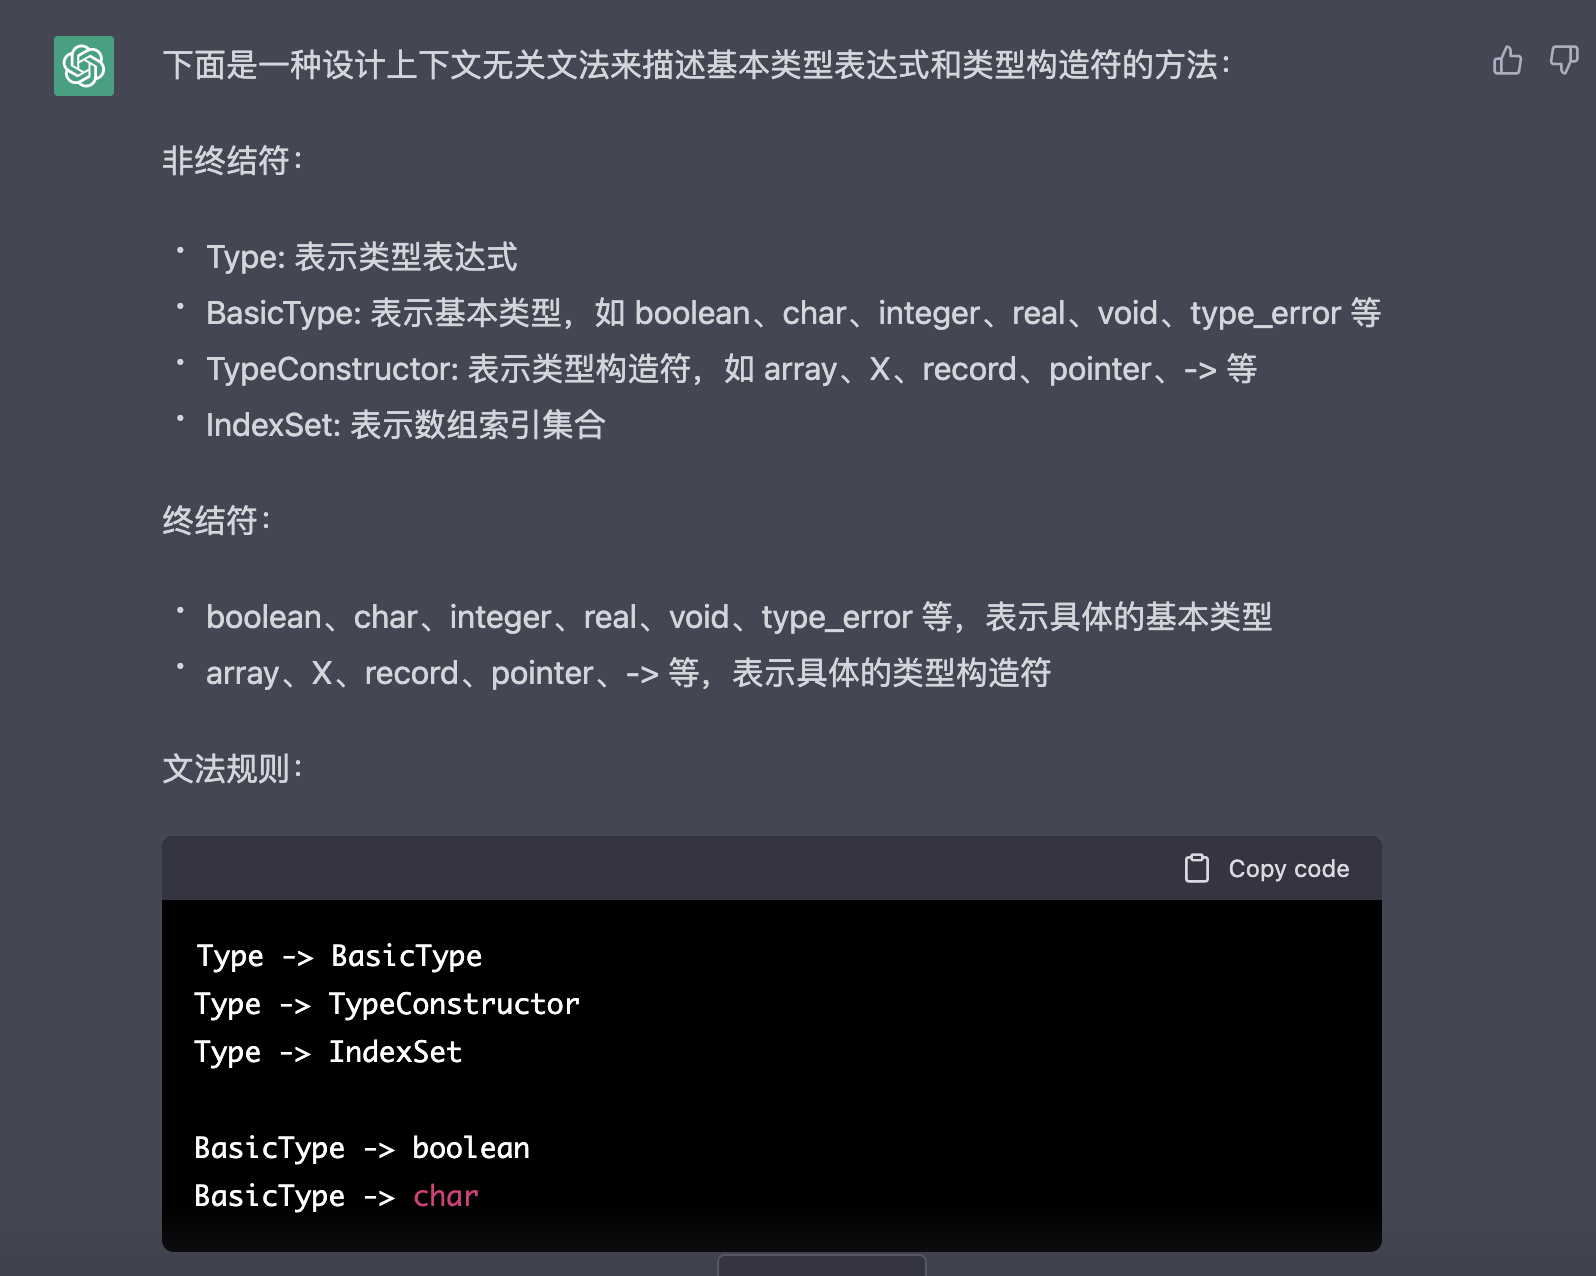 下面是一种设计上下文无关文法来描述基本类型表达式和类型构造符的方法：
非终结符：
• Type: 表示类型表达式
• BasicType: 表示基本类型，如 boolean、char、integer、real、void、type_error 等
• TypeConstructor: 表示类型构造符，如 array、X、record、pointer、-> 等
• IndexSet: 表示数组索引集合
终结符：
• boolean、char、integer、real、void、type_error 等，表示具体的基本类型
• array、X、record、pointer、-> 等，表示具体的类型构造符
文法规则：
Copy code
Type -> BasicType
Type -> TypeConstructor
Type -> IndexSet
BasicType -> boolean
BasicType -> char